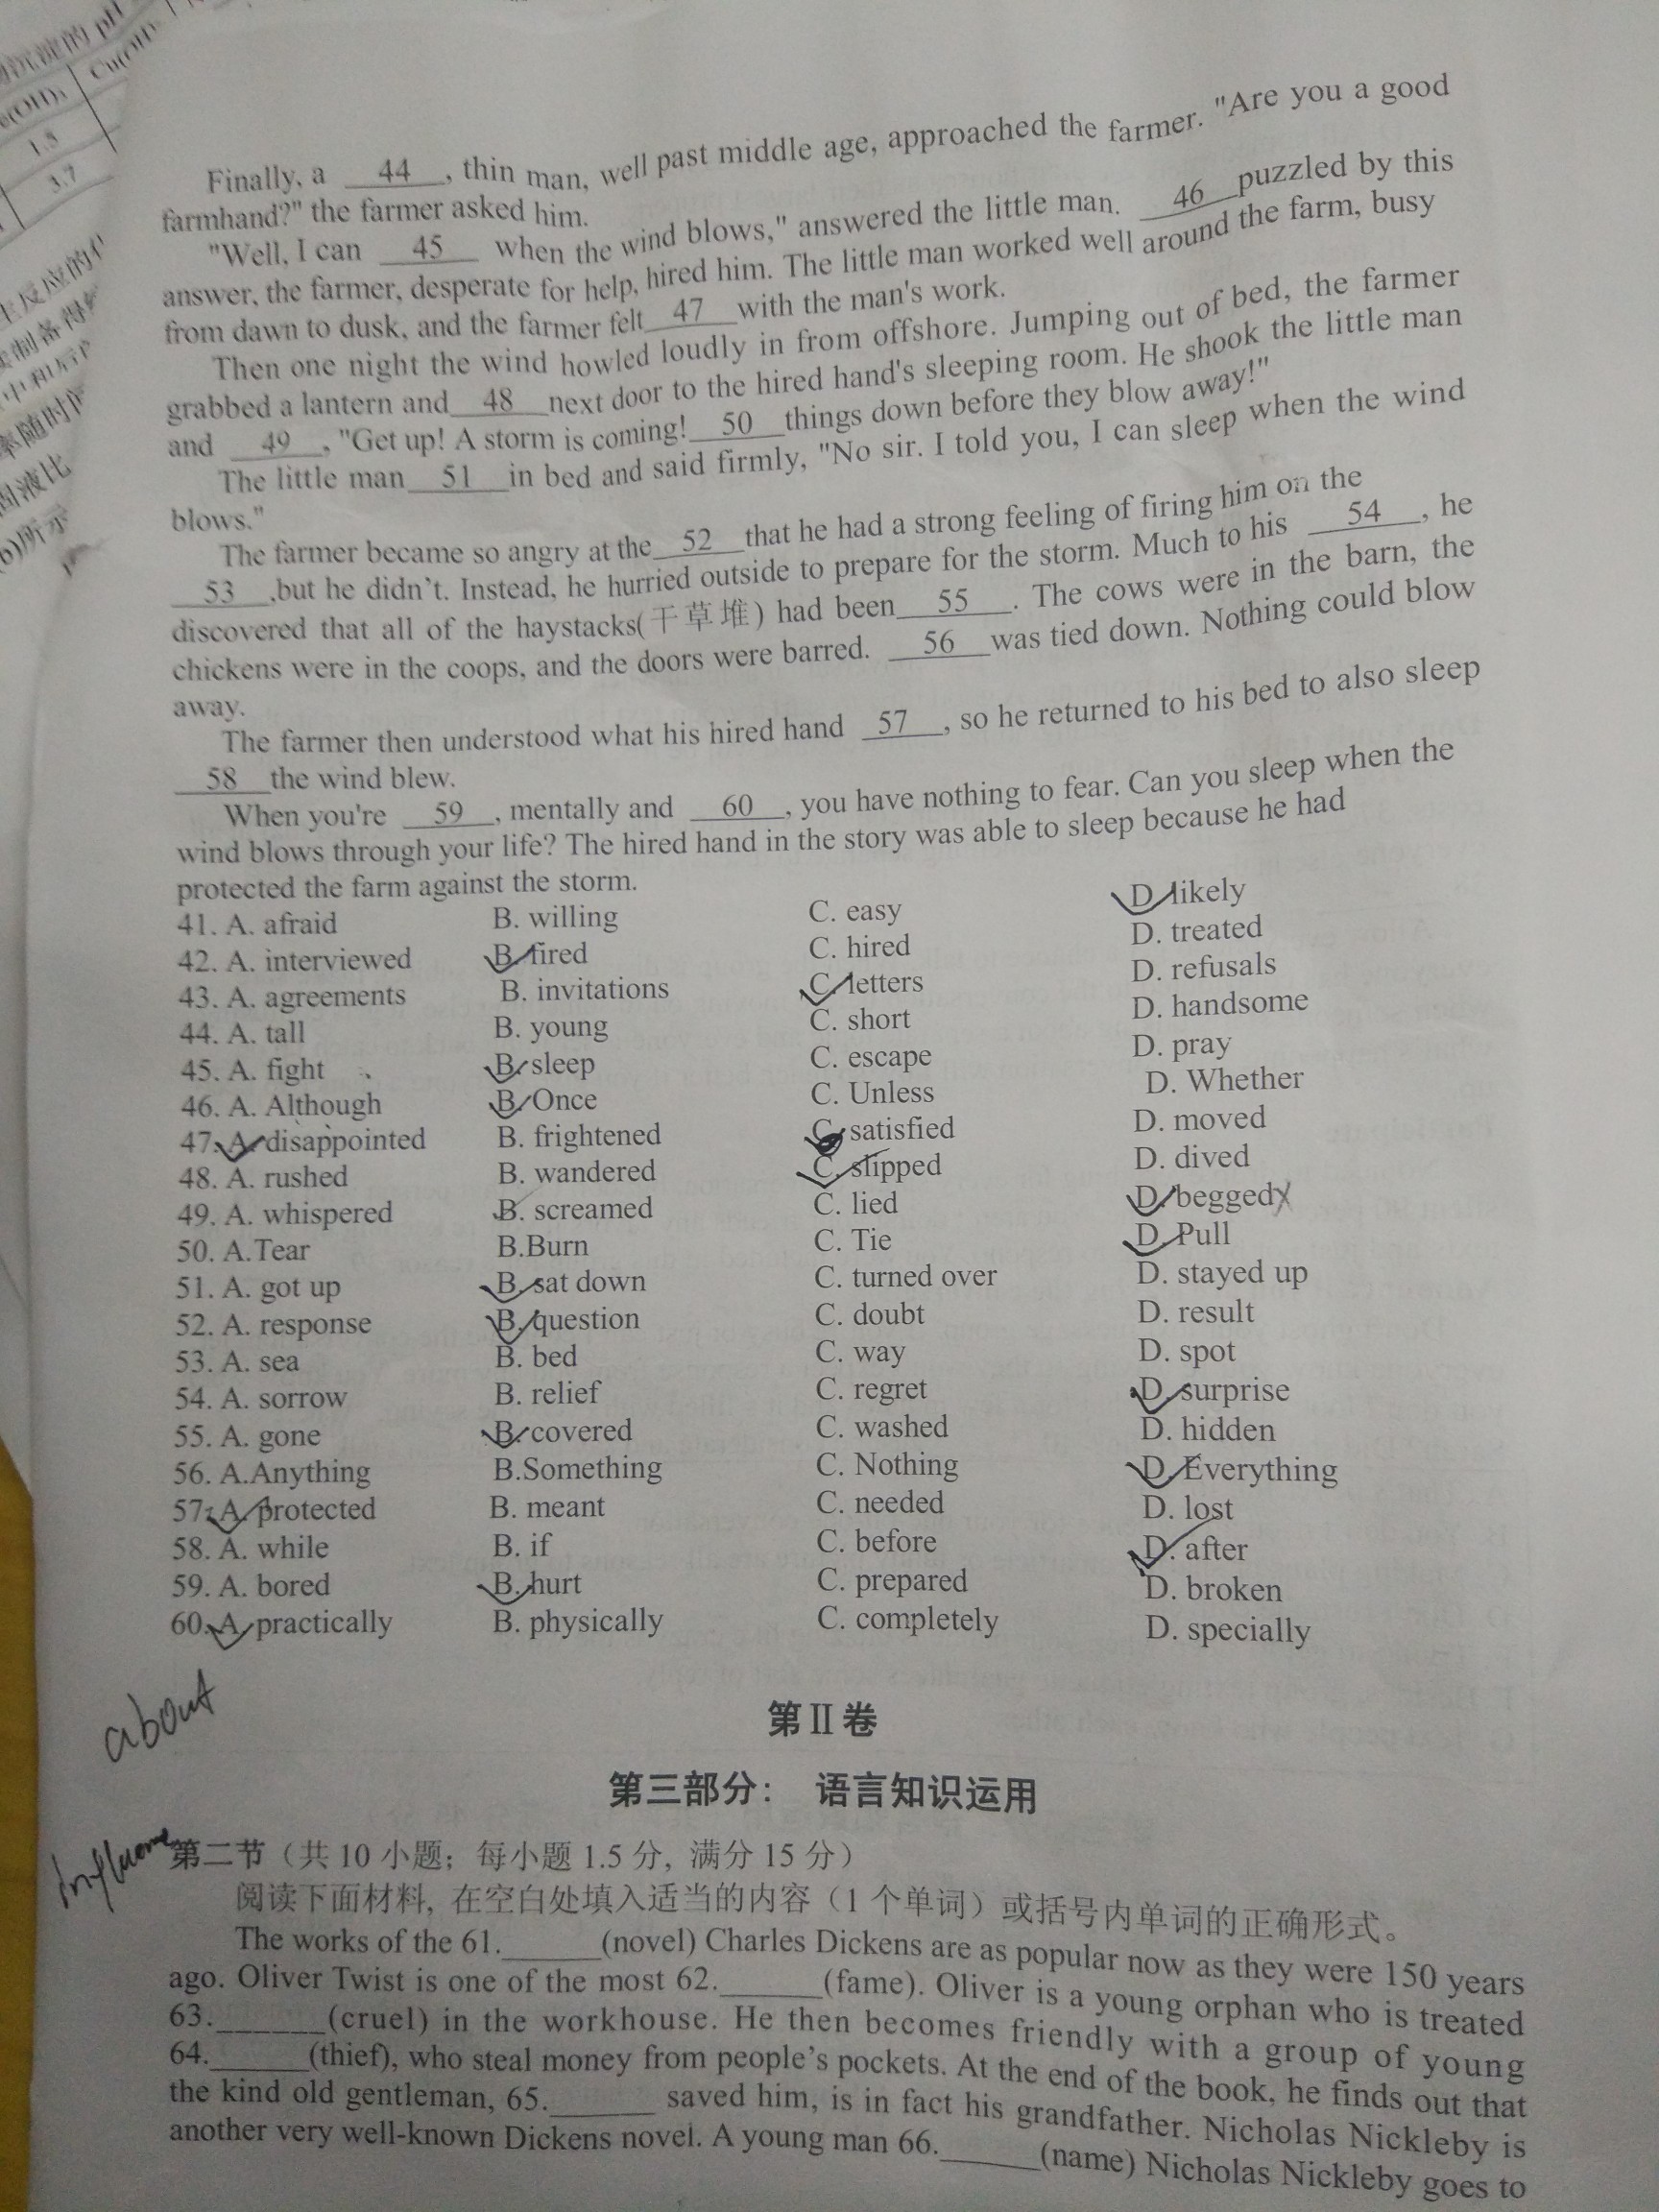 沉淀的 pH
Cu(OH)
e(OH)₃
1.5
3.7
Finally, a 44 , thin man, well past middle age, approached the farmer. "Are you a good
farmhand?" the farmer asked him.
"Well, I can 45 when the wind blows," answered the little man. 46 puzzled by this
answer, the farmer, desperate for help, hired him. The little man worked well around the farm, busy
from dawn to dusk, and the farmer felt 47 with the man's work.
Then one night the wind howled loudly in from offshore. Jumping out of bed, the farmer
grabbed a lantern and 48 next door to the hired hand's sleeping room. He shook the little man
and 49 , "Get up! A storm is coming! 50 things down before they blow away!"
The little man 51 in bed and said firmly, "No sir. I told you, I can sleep when the wind
blows."
The farmer became so angry at the 52 that he had a strong feeling of firing him on the
53 ,but he didn't. Instead, he hurried outside to prepare for the storm. Much to his 54 , he
discovered that all of the haystacks(干草堆) had been 55 . The cows were in the barn, the
chickens were in the coops, and the doors were barred. 56 was tied down. Nothing could blow
away.
The farmer then understood what his hired hand 57 , so he returned to his bed to also sleep
58 the wind blew.
When you're 59 , mentally and 60 , you have nothing to fear. Can you sleep when the
wind blows through your life? The hired hand in the story was able to sleep because he had
protected the farm against the storm.
41. A. afraid B. willing C. easy D. likely
42. A. interviewed B. fired C. hired D. treated
43. A. agreements B. invitations C. letters D. refusals
44. A. tall B. young C. short D. handsome
45. A. fight B. sleep C. escape D. pray
46. A. Although B. Once C. Unless D. Whether
47. A. disappointed B. frightened C. satisfied D. moved
48. A. rushed B. wandered C. slipped D. dived
49. A. whispered B. screamed C. lied D. begged
50. A.Tear B.Burn C. Tie D. Pull
51. A. got up B. sat down C. turned over D. stayed up
52. A. response B. question C. doubt D. result
53. A. sea B. bed C. way D. spot
54. A. sorrow B. relief C. regret D. surprise
55. A. gone B. covered C. washed D. hidden
56. A.Anything B.Something C. Nothing D. Everything
57. A. protected B. meant C. needed D. lost
58. A. while B. if C. before D. after
59. A. bored B. hurt C. prepared D. broken
60. A. practically B. physically C. completely D. specially
about
第II卷
第三部分： 语言知识运用
第二节（共 10 小题；每小题 1.5 分, 满分 15 分）
阅读下面材料, 在空白处填入适当的内容（1 个单词）或括号内单词的正确形式。
The works of the 61.______(novel) Charles Dickens are as popular now as they were 150 years
ago. Oliver Twist is one of the most 62.______(fame). Oliver is a young orphan who is treated
63.______(cruel) in the workhouse. He then becomes friendly with a group of young
64.______(thief), who steal money from people's pockets. At the end of the book, he finds out that
the kind old gentleman, 65.______ saved him, is in fact his grandfather. Nicholas Nickleby is
another very well-known Dickens novel. A young man 66.______(name) Nicholas Nickleby goes to